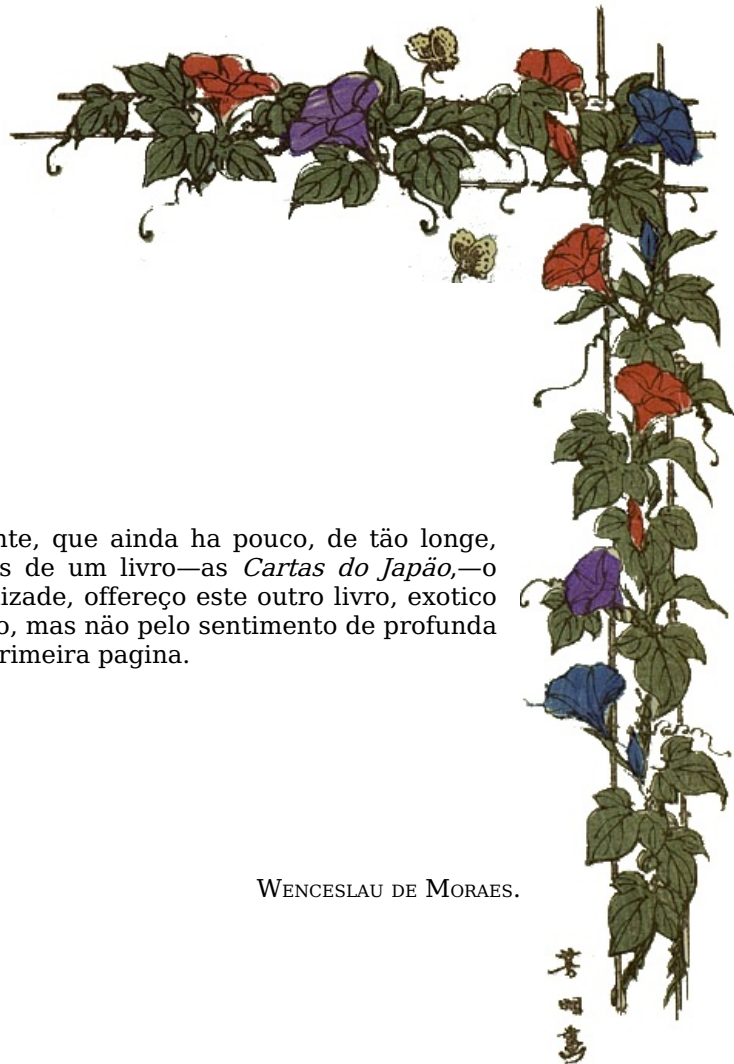 nte, que ainda ha pouco, de täo longe,
s de um livro—as Cartas do Japäo,—o
izade, offereço este outro livro, exotico
o, mas näo pelo sentimento de profunda
rimeira pagina.
WENCESLAU DE MORAES.